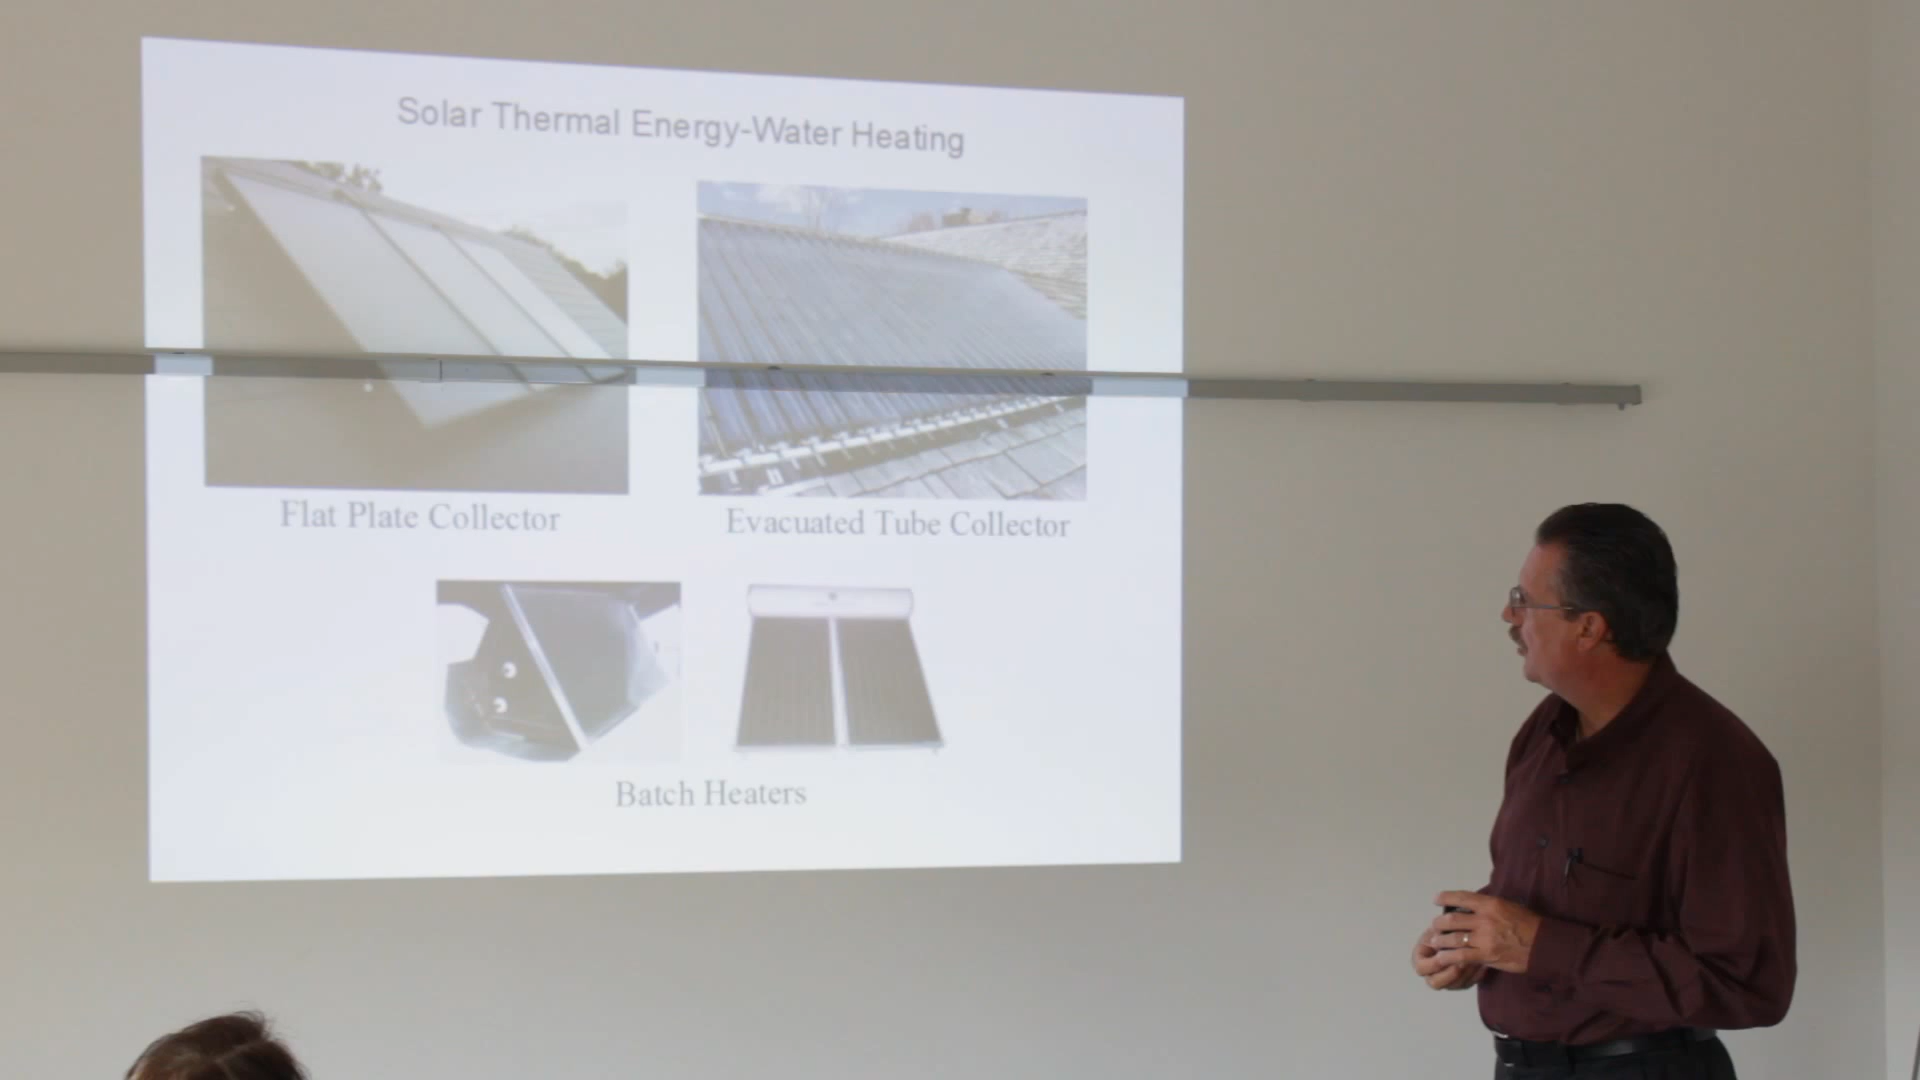 Solar Thermal Energy-Water Heating
Flat Plate Collector
Evacuated Tube Collector
Batch Heaters